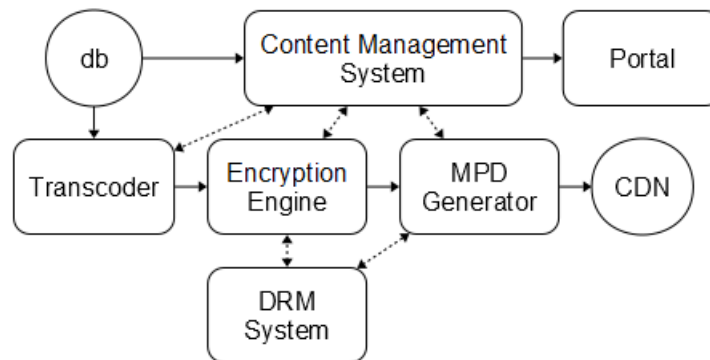 db
Content Management
System
Portal
Transcoder
Encryption
Engine
MPD
Generator
CDN
DRM
System